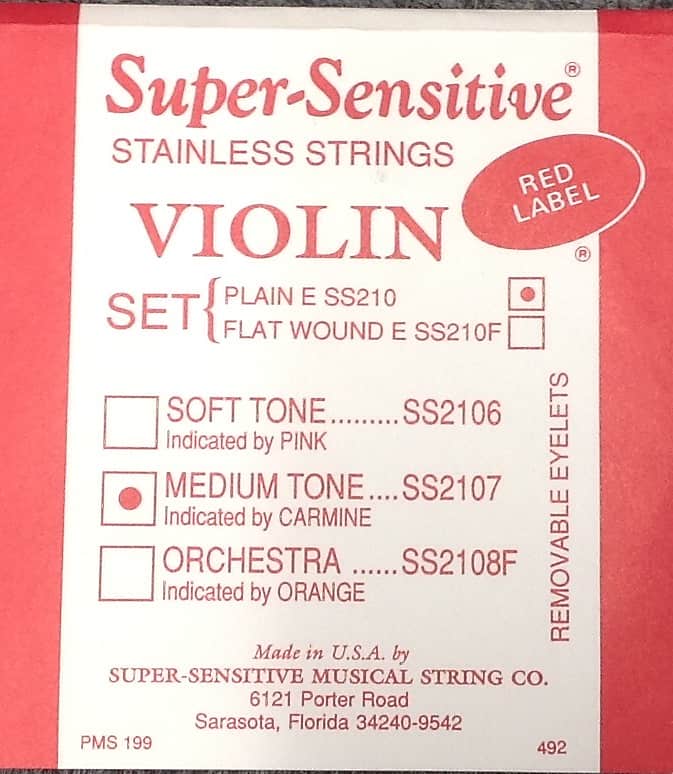 Super-Sensitive®
STAINLESS STRINGS
RED
LABEL
®
VIOLIN
SET { PLAIN E SS210
FLAT WOUND E SS210F
SOFT TONE.........SS2106
Indicated by PINK
MEDIUM TONE....SS2107
Indicated by CARMINE
ORCHESTRA ......SS2108F
Indicated by ORANGE
REMOVABLE EYELETS
Made in U.S.A. by
SUPER-SENSITIVE MUSICAL STRING CO.
6121 Porter Road
Sarasota, Florida 34240-9542
PMS 199
492